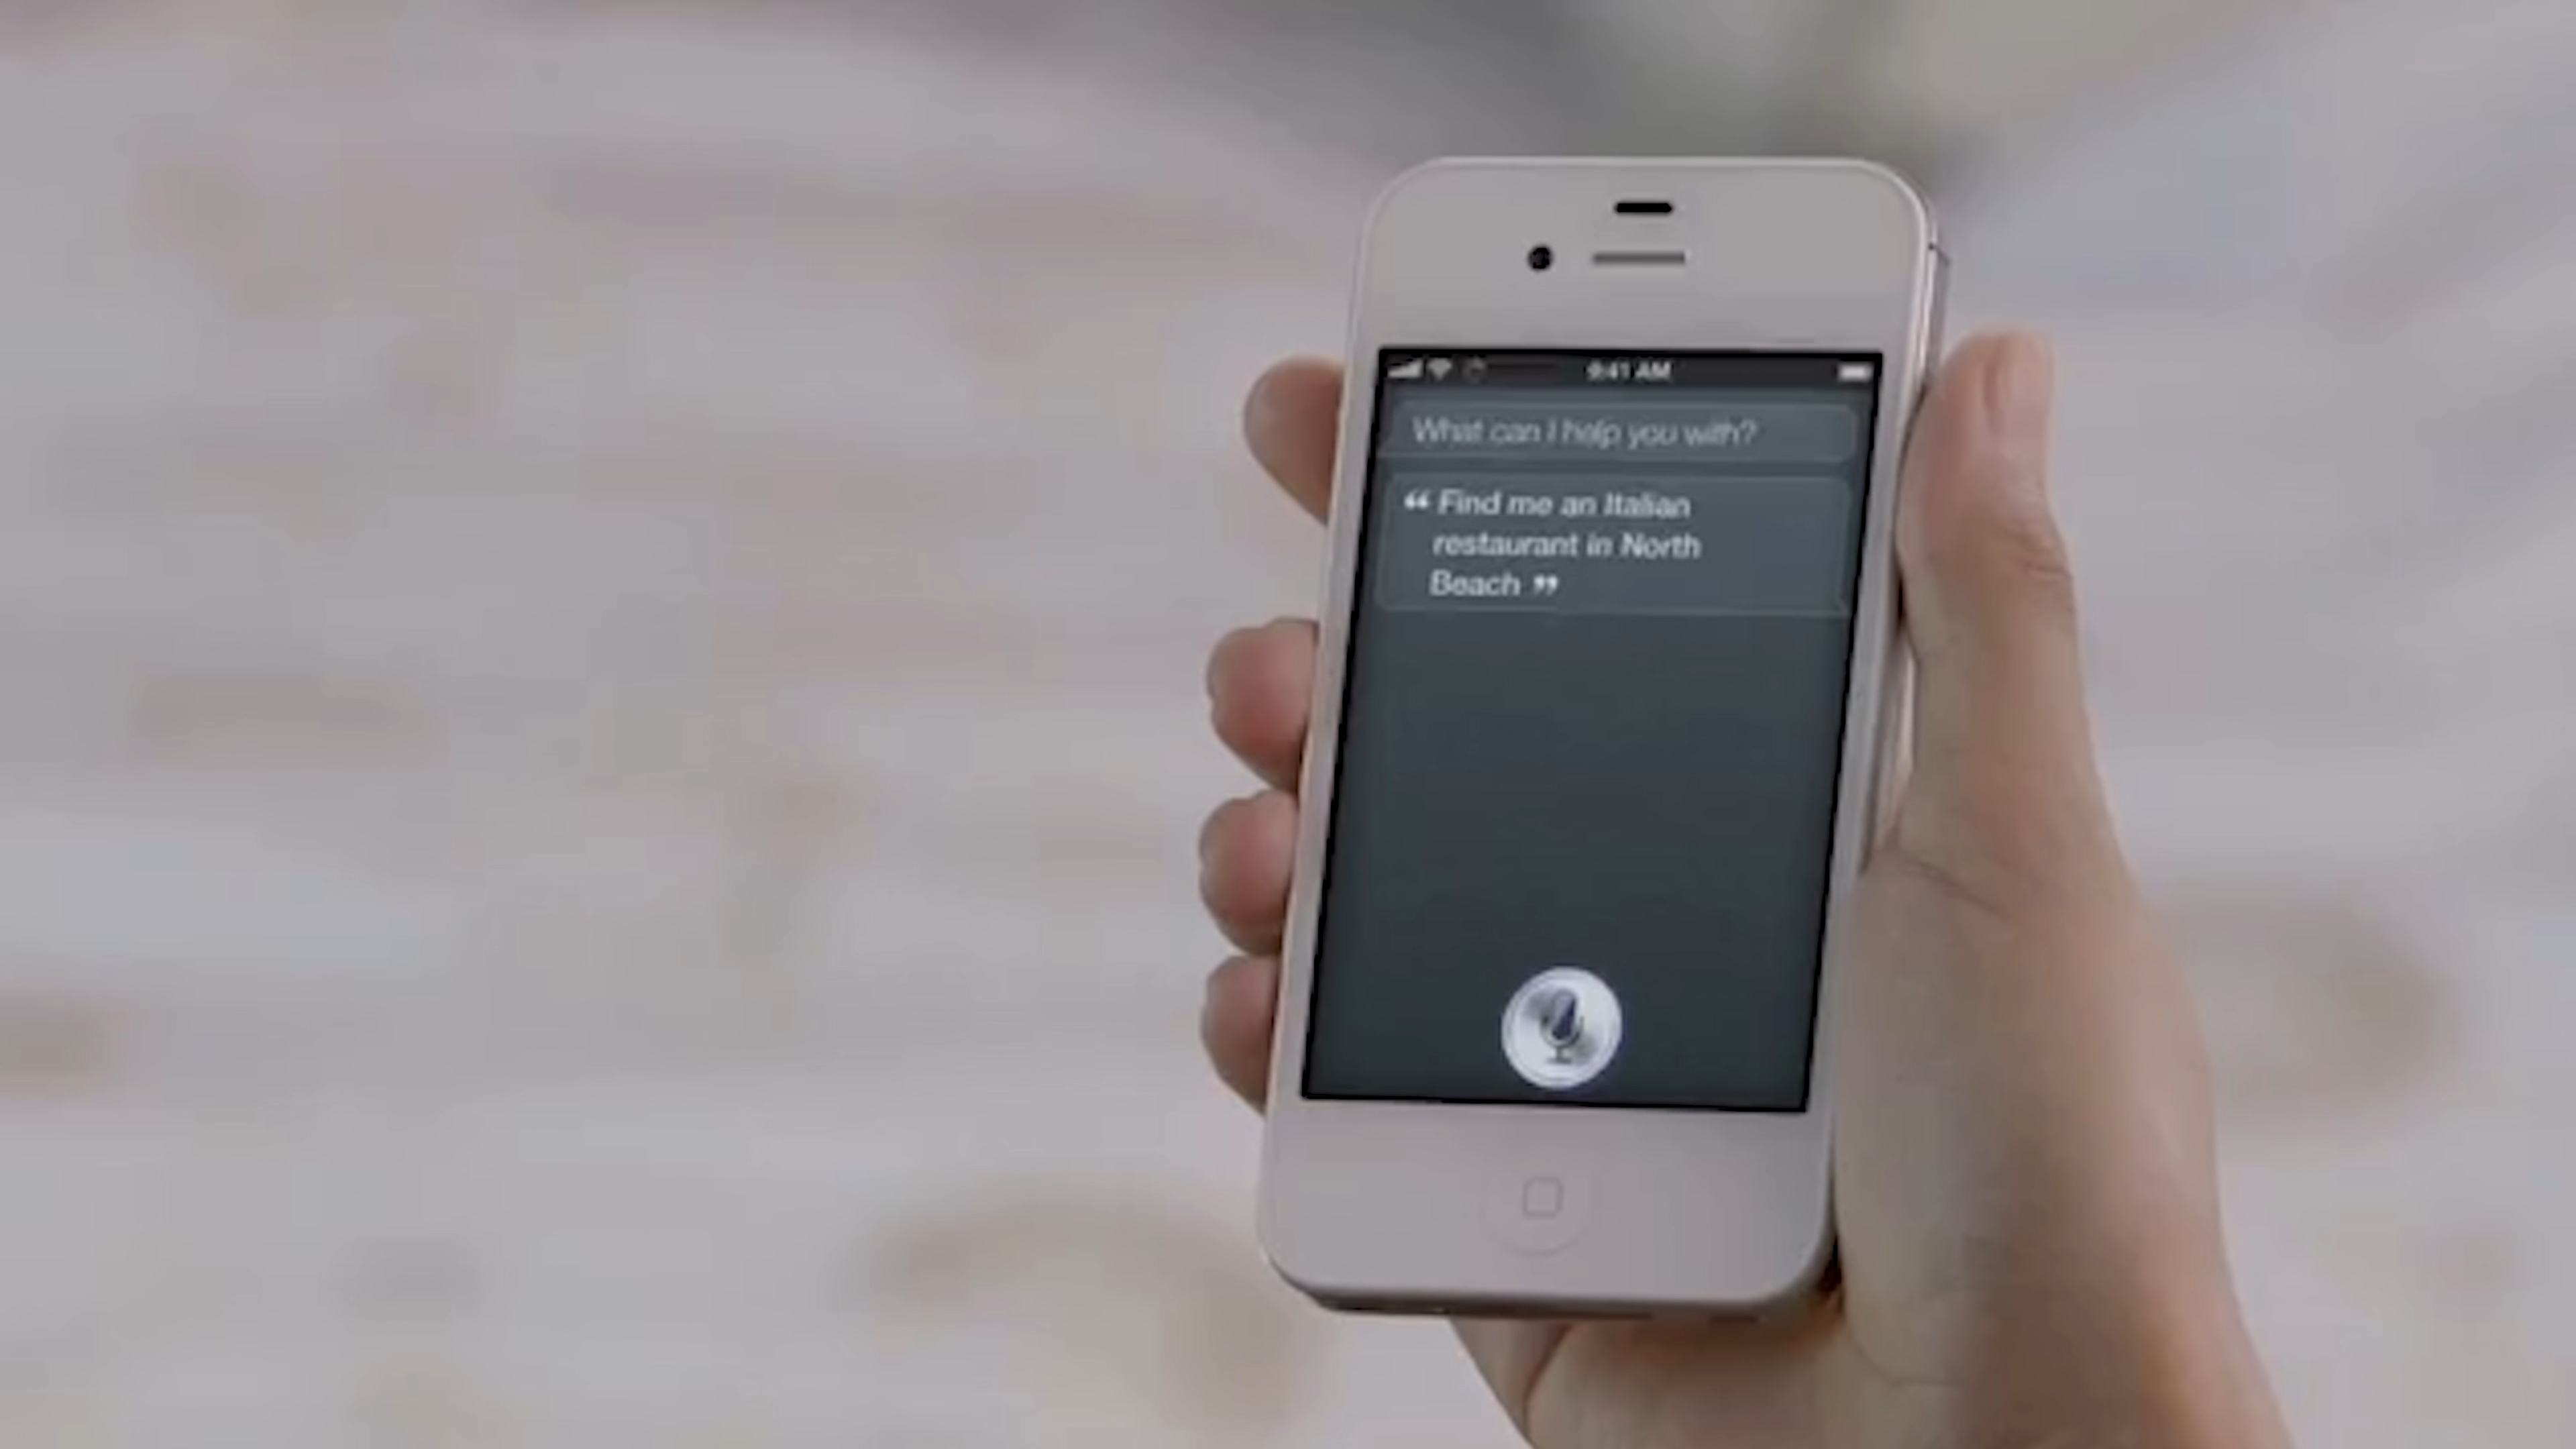 9:41 AM
What can I help you with?
“ Find me an Italian
restaurant in North
Beach ”